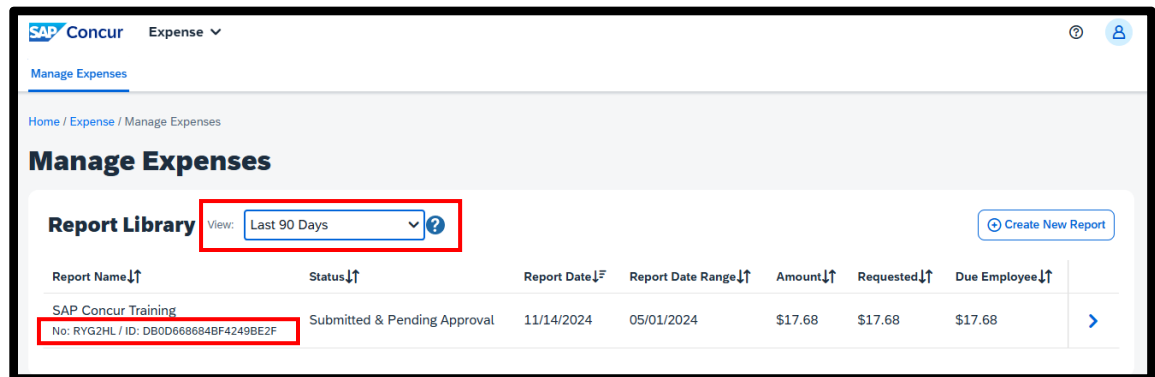 SAP Concur Expense
Manage Expenses
Home / Expense / Manage Expenses
Manage Expenses
Report Library View: Last 90 Days ? Create New Report
Report Name Status Report Date Report Date Range Amount Requested Due Employee
SAP Concur Training
No: RYG2HL / ID: DB0D668684BF4249BE2F
Submitted & Pending Approval 11/14/2024 05/01/2024 $17.68 $17.68 $17.68